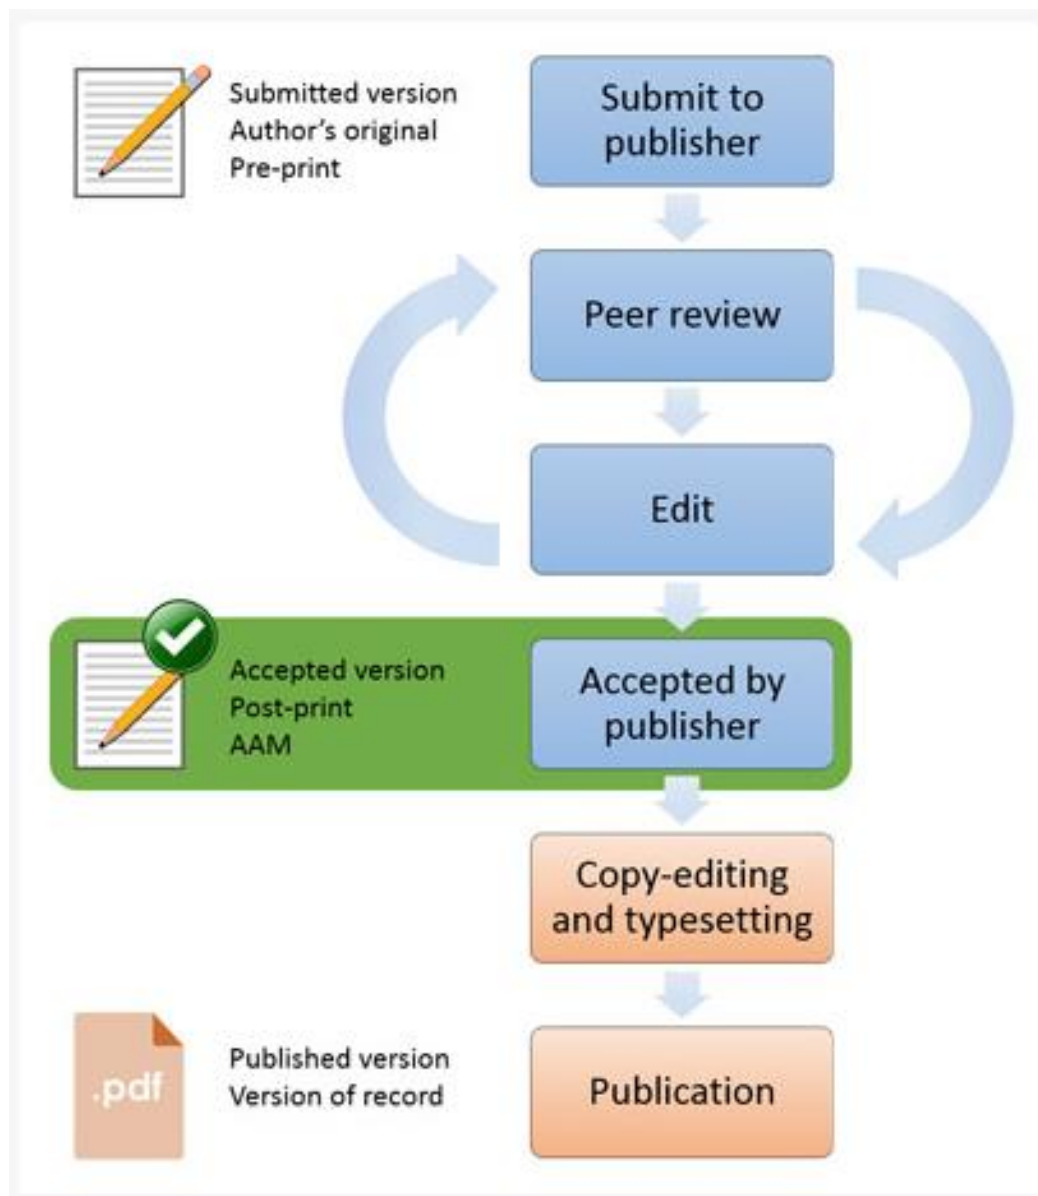 Submitted version
Author's original
Pre-print
Submit to
publisher
Peer review
Edit
Accepted version
Post-print
AAM
Accepted by
publisher
Copy-editing
and typesetting
.pdf
Published version
Version of record
Publication